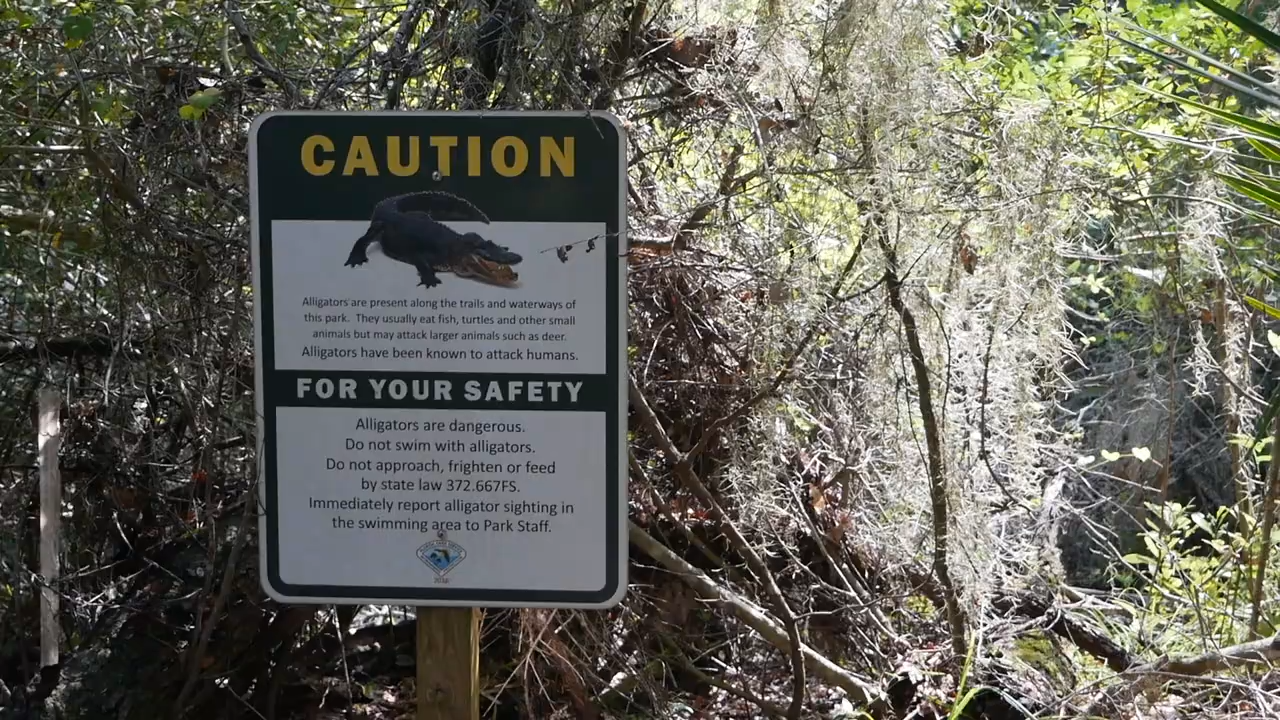 CAUTION
Alligators are present along the trails and waterways of
this park. They usually eat fish, turtles and other small
animals but may attack larger animals such as deer.
Alligators have been known to attack humans.
FOR YOUR SAFETY
Alligators are dangerous.
Do not swim with alligators.
Do not approach, frighten or feed
by state law 372.667FS.
Immediately report alligator sighting in
the swimming area to Park Staff.